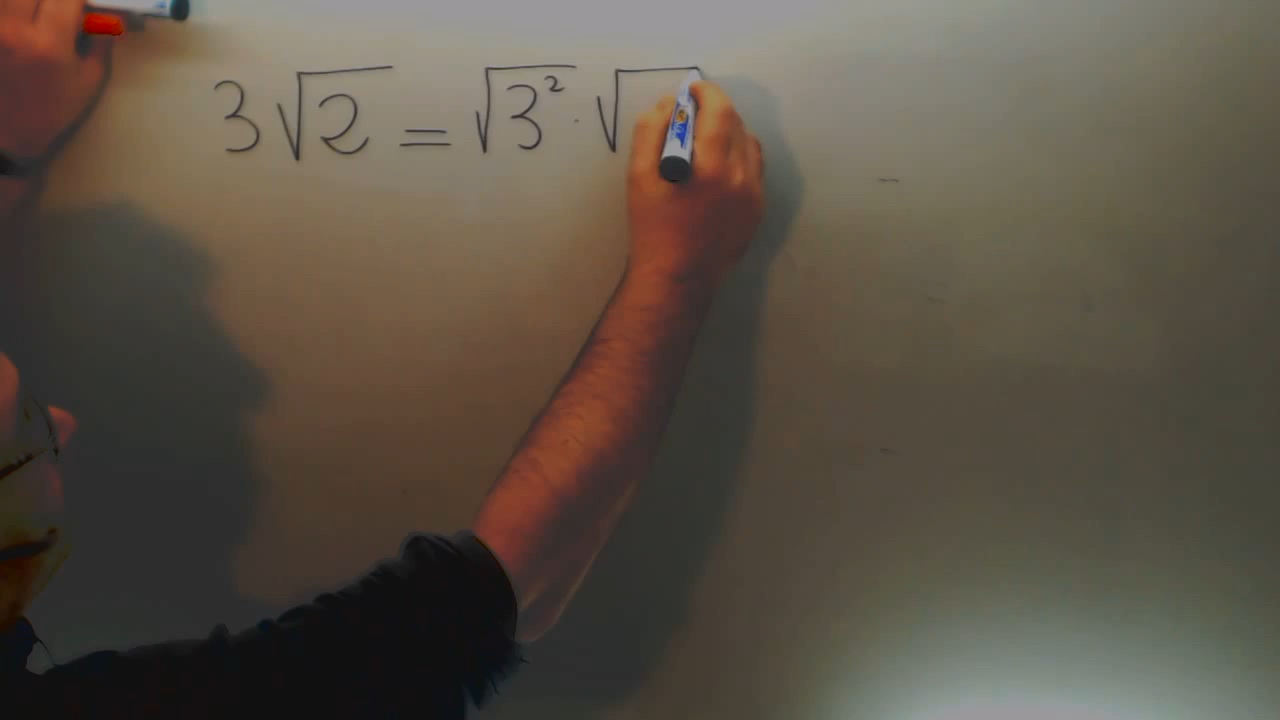 3√2 = √3² · √